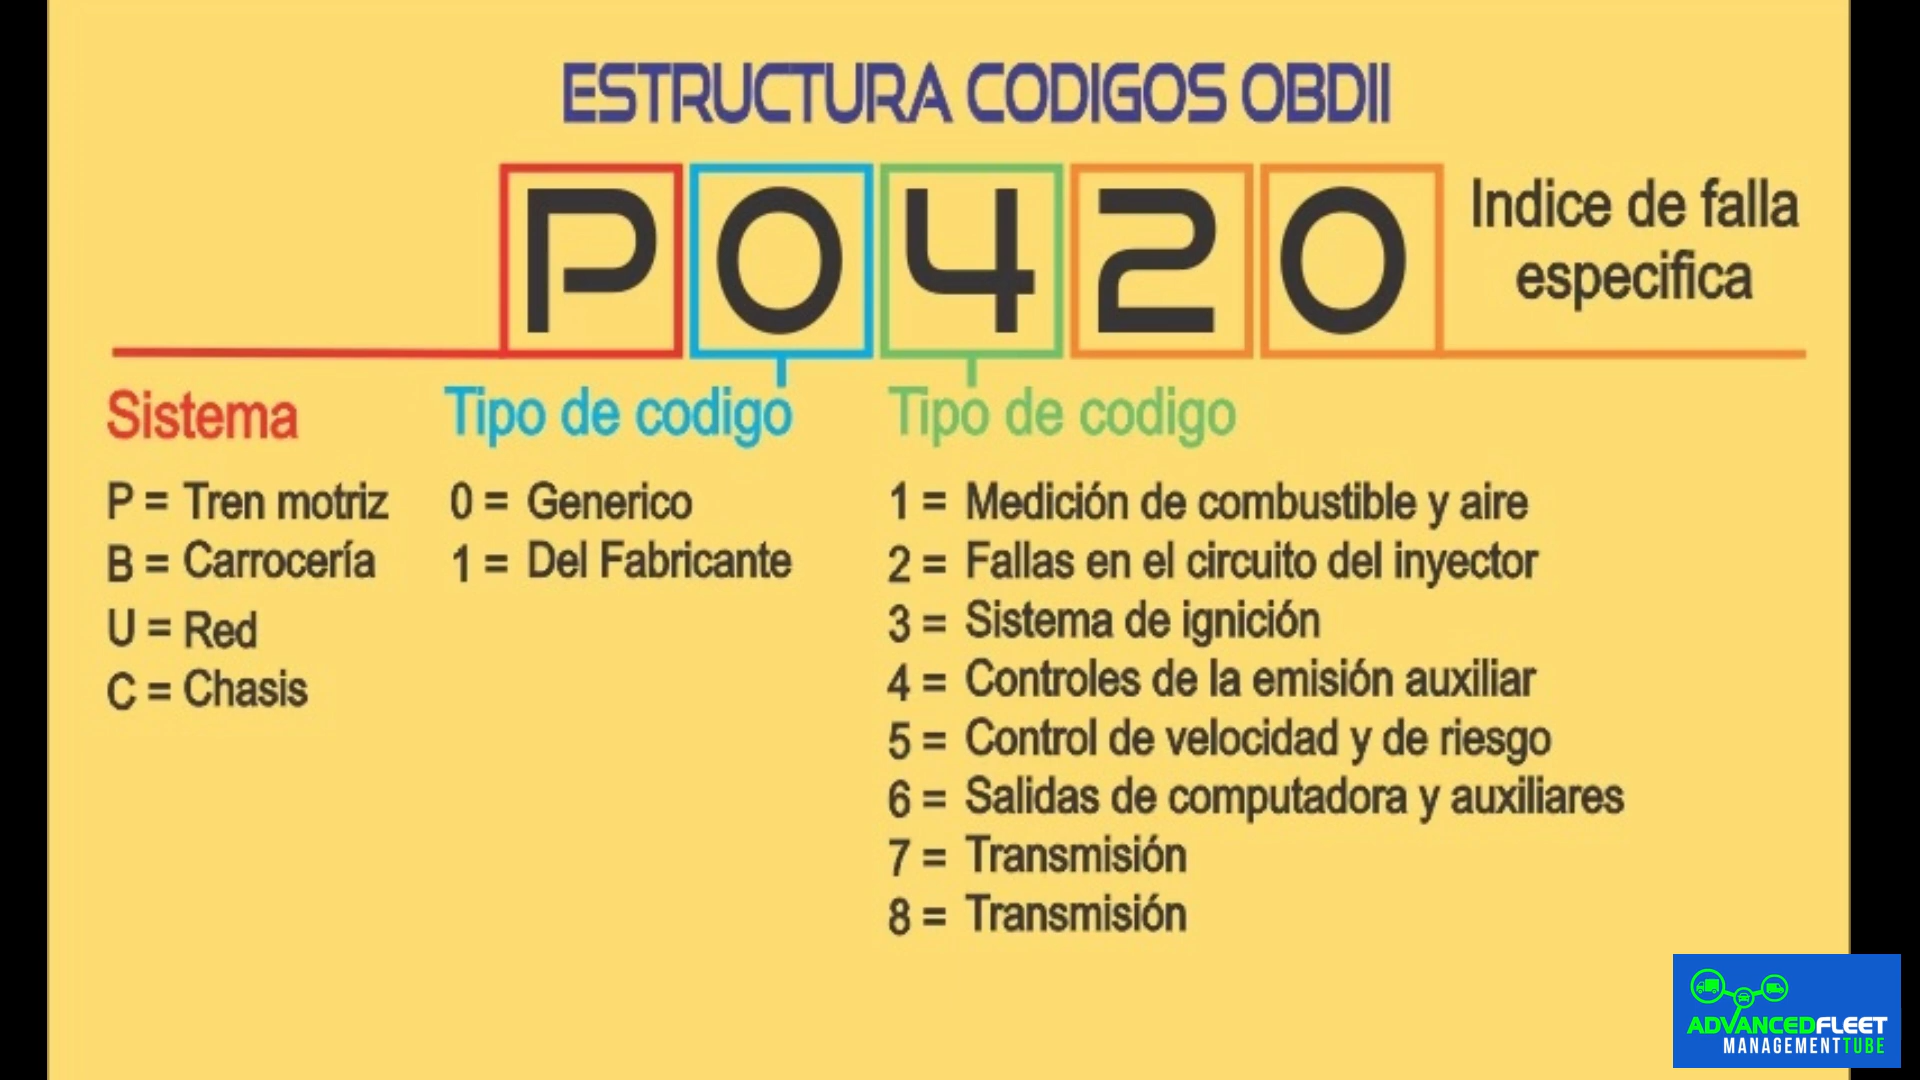 ESTRUCTURA CODIGOS OBDII
P0420
Indice de falla
especifica
Sistema
P = Tren motriz
B = Carrocería
U = Red
C = Chasis
Tipo de codigo
0 = Generico
1 = Del Fabricante
Tipo de codigo
1 = Medición de combustible y aire
2 = Fallas en el circuito del inyector
3 = Sistema de ignición
4 = Controles de la emisión auxiliar
5 = Control de velocidad y de riesgo
6 = Salidas de computadora y auxiliares
7 = Transmisión
8 = Transmisión
ADVANCEDFLEET
MANAGEMENTTUBE